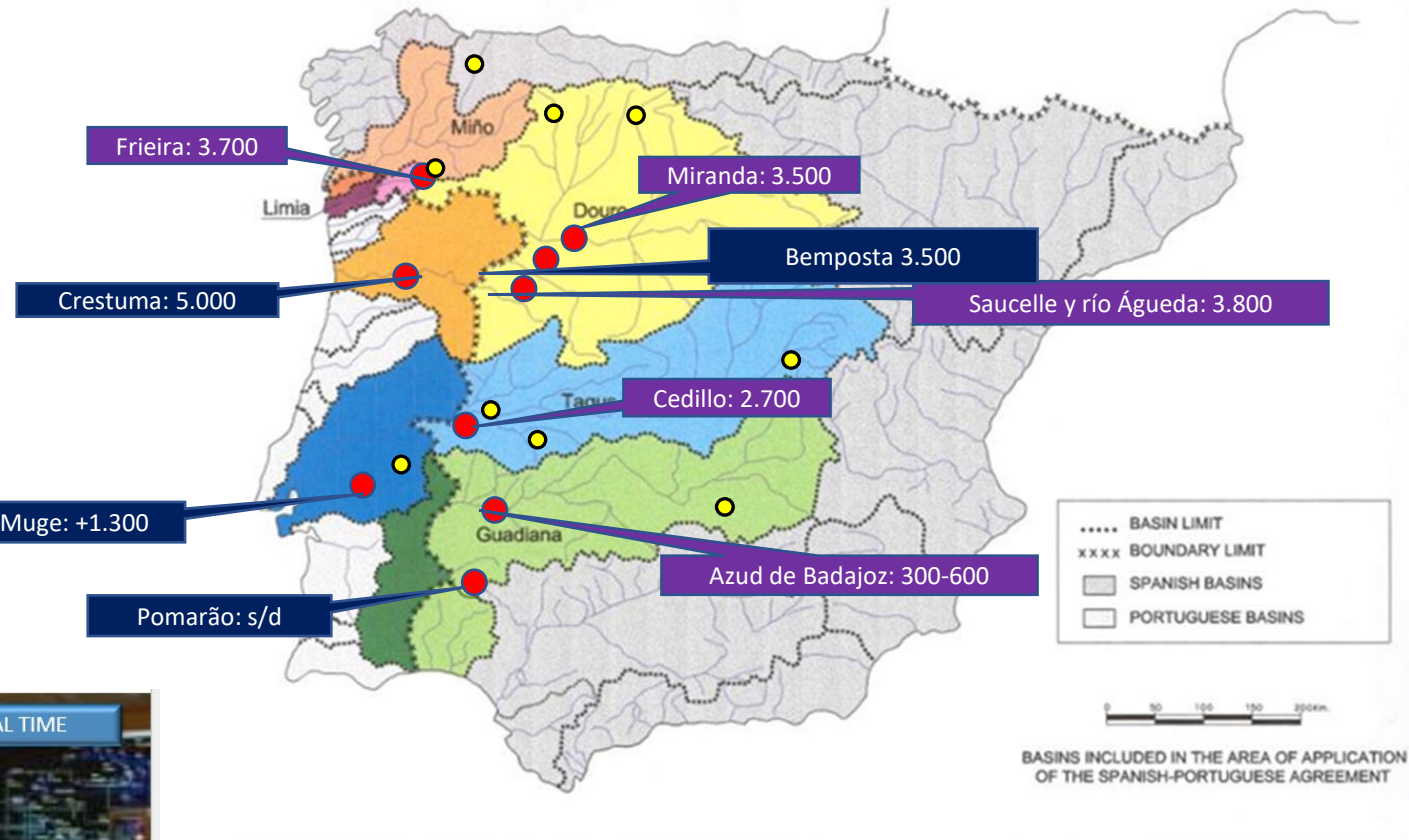 Miño
Frieira: 3.700
Miranda: 3.500
Limia
Douro
Bemposta 3.500
Crestuma: 5.000
Saucelle y río Águeda: 3.800
Cedillo: 2.700
Muge: +1.300
Guadiana
Azud de Badajoz: 300-600
Pomarão: s/d
BASIN LIMIT
xxxx BOUNDARY LIMIT
SPANISH BASINS
PORTUGUESE BASINS
AL TIME
0 50 100 150 200Km.
BASINS INCLUDED IN THE AREA OF APPLICATION
OF THE SPANISH-PORTUGUESE AGREEMENT